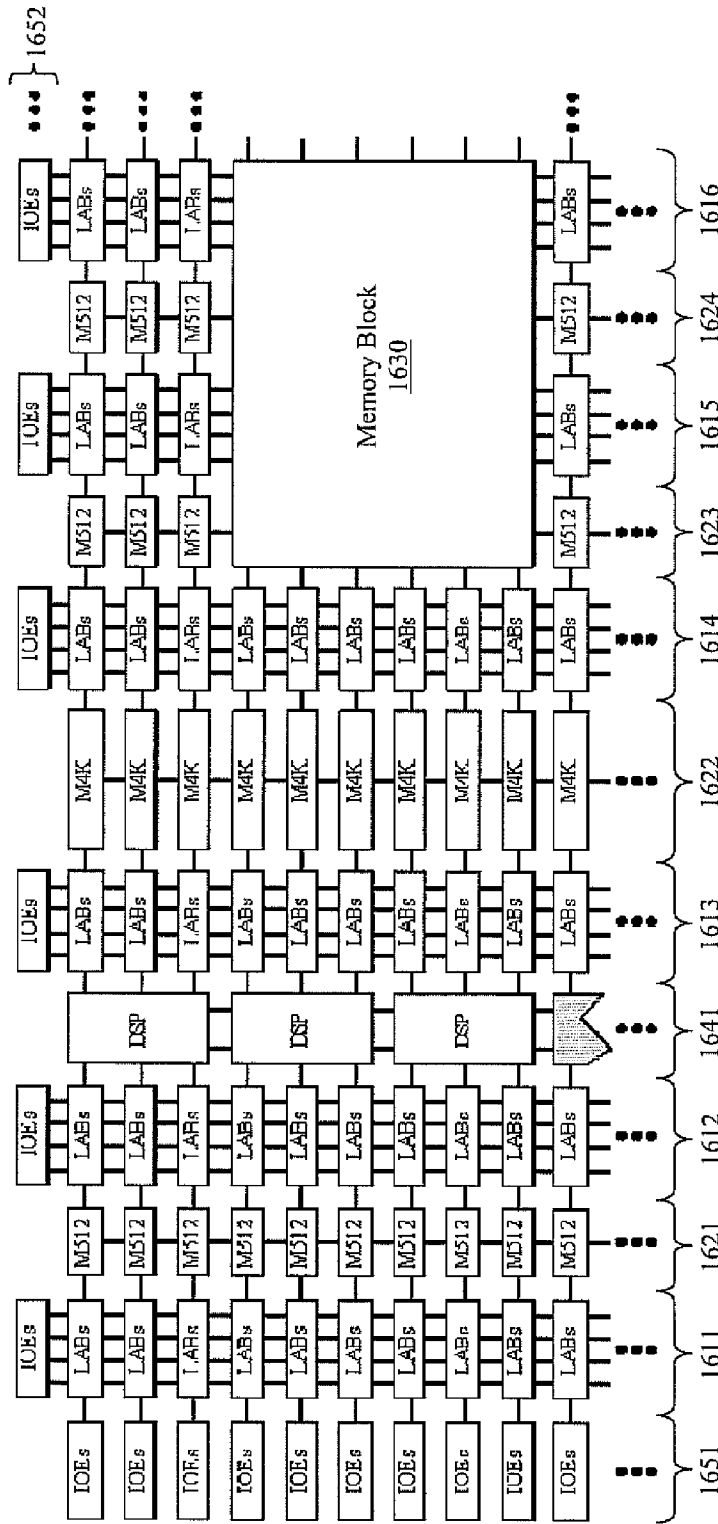 IOEs IOEs IOEs IOEs IOEs IOEs 1652
IOEs LABs M512 LABs LABs M4K LABs M512 LABs M512 LABs
IOEs LABs M512 LABs DSP LABs M4K LABs M512 LABs M512 LABs
IOEs LABs M512 LABs LABs M4K LABs M512 LABs M512 LABs
IOEs LABs M512 LABs LABs M4K LABs
IOEs LABs M512 LABs DSP LABs M4K LABs
IOEs LABs M512 LABs LABs M4K LABs Memory Block
IOEs LABs M512 LABs LABs M4K LABs 1630
IOEs LABs M512 LABs DSP LABs M4K LABs
IOEs LABs M512 LABs LABs M4K LABs
IOEs LABs M512 LABs LABs M4K LABs M512 LABs M512 LABs
1651 1611 1621 1612 1641 1613 1622 1614 1623 1615 1624 1616